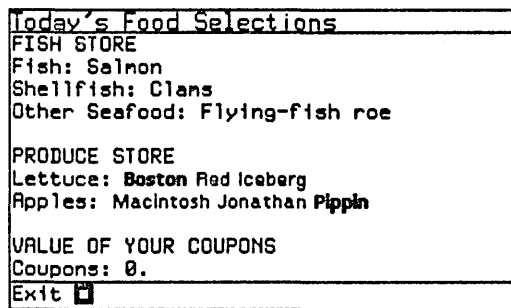 Today's Food Selections
FISH STORE
Fish: Salmon
Shellfish: Clams
Other Seafood: Flying-fish roe
PRODUCE STORE
Lettuce: Boston Red Iceberg
Apples: Macintosh Jonathan Pippin
VALUE OF YOUR COUPONS
Coupons: 0.
Exit